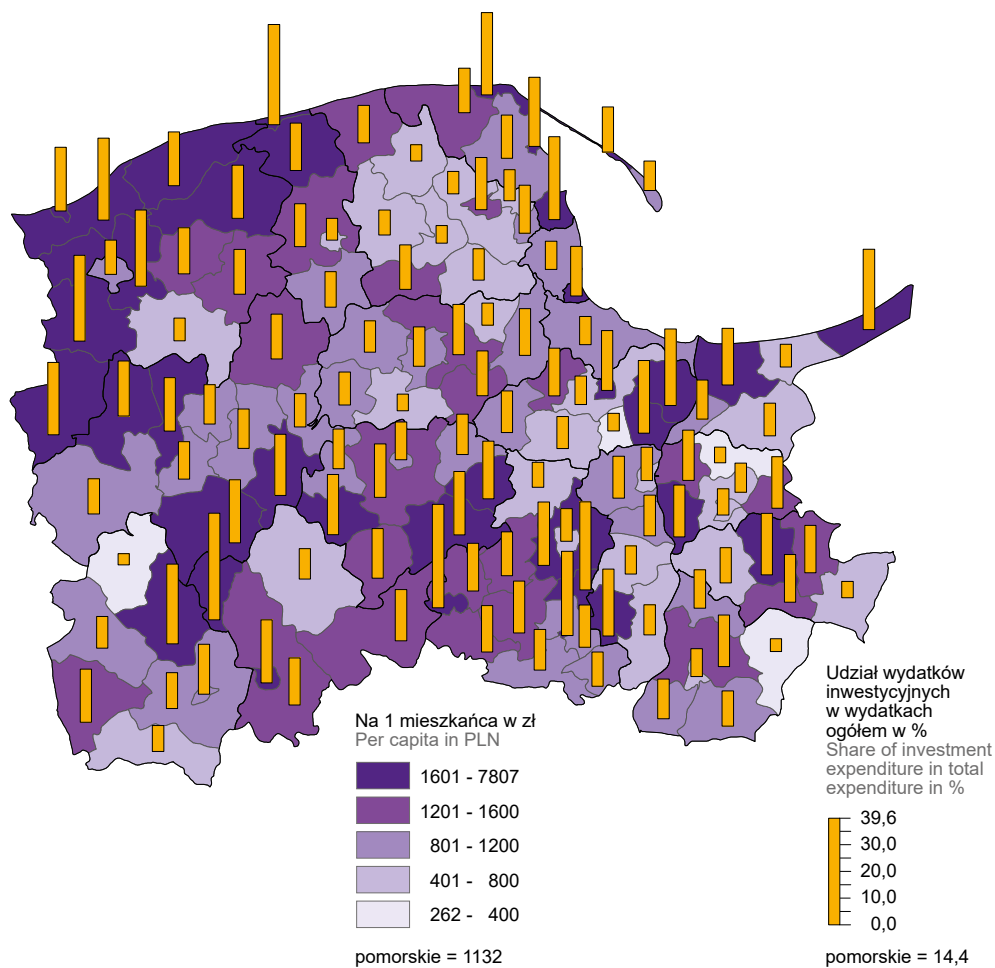 Na 1 mieszkańca w zł
Per capita in PLN
1601 - 7807
1201 - 1600
801 - 1200
401 - 800
262 - 400
pomorskie = 1132
Udział wydatków
inwestycyjnych
w wydatkach
ogółem w %
Share of investment
expenditure in total
expenditure in %
39,6
30,0
20,0
10,0
0,0
pomorskie = 14,4